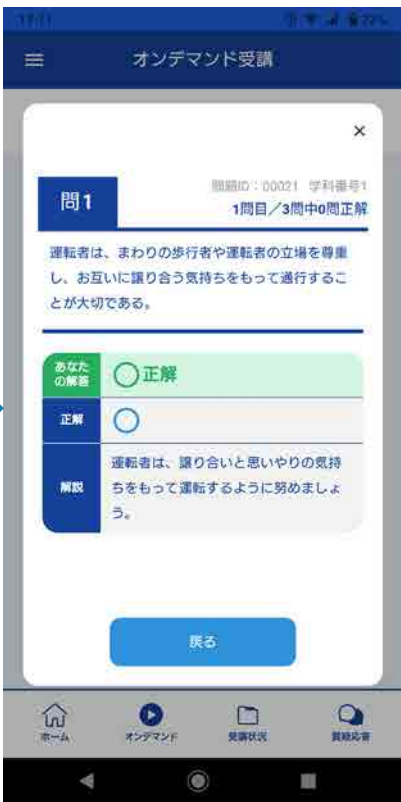 17:11
22%
オンデマンド受講
×
問1
問題ID：00021 学科番号1
1問目／3問中0問正解
運転者は、まわりの歩行者や運転者の立場を尊重
し、お互いに譲り合う気持ちをもって通行するこ
とが大切である。
あなた
の解答
正解
正解
解説
運転者は、譲り合いと思いやりの気持
ちをもって運転するように努めましょ
う。
戻る
ホーム
オンデマンド
受講状況
質疑応答